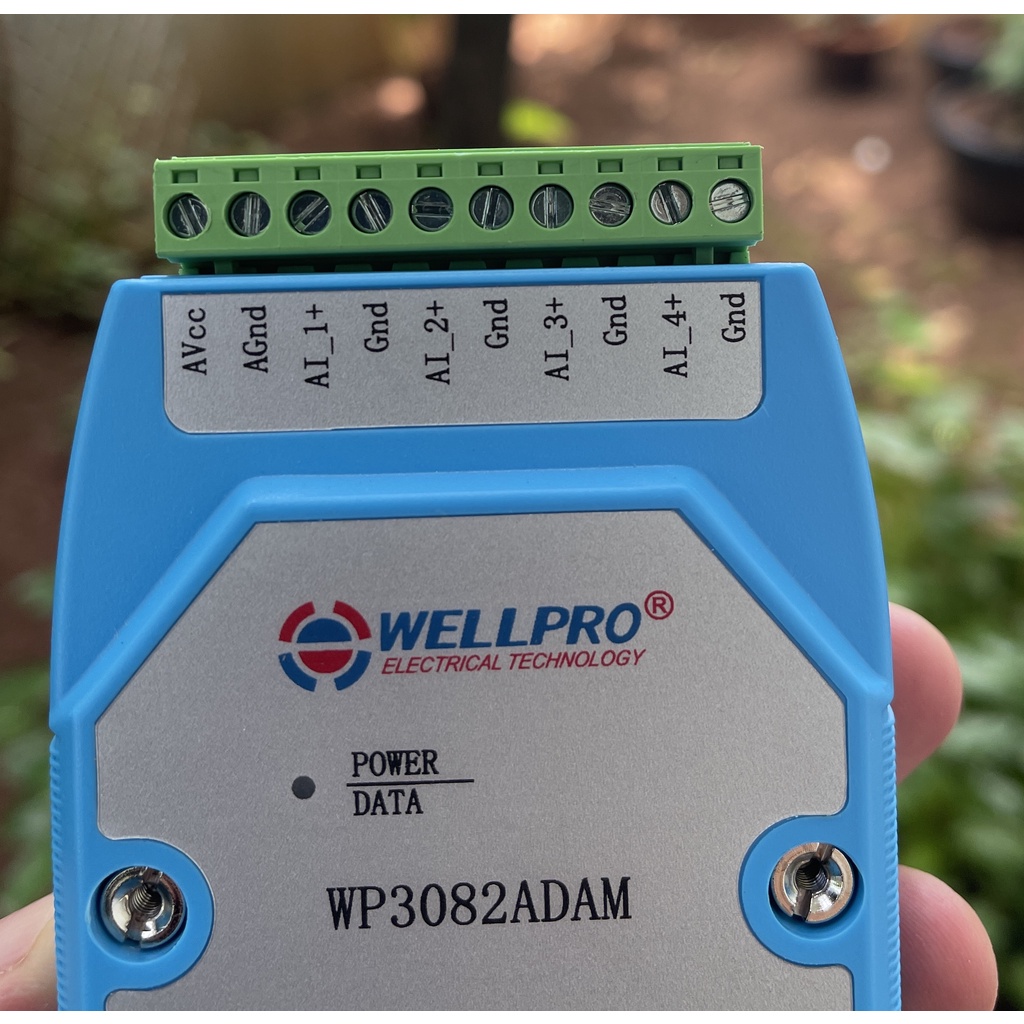 AVcc AGnd AI_1+ Gnd AI_2+ Gnd AI_3+ Gnd AI_4+ Gnd
WELLPRO®
ELECTRICAL TECHNOLOGY
POWER
DATA
WP3082ADAM